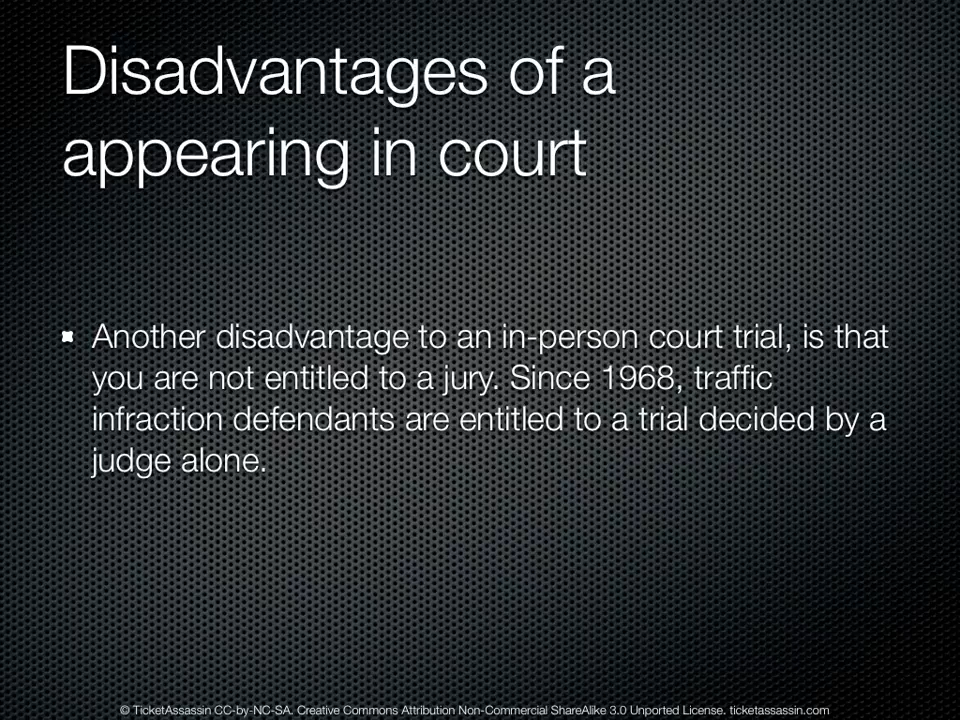 Disadvantages of a
appearing in court
Another disadvantage to an in-person court trial, is that
you are not entitled to a jury. Since 1968, traffic
infraction defendants are entitled to a trial decided by a
judge alone.
© TicketAssassin CC-by-NC-SA. Creative Commons Attribution Non-Commercial ShareAlike 3.0 Unported License. ticketassassin.com